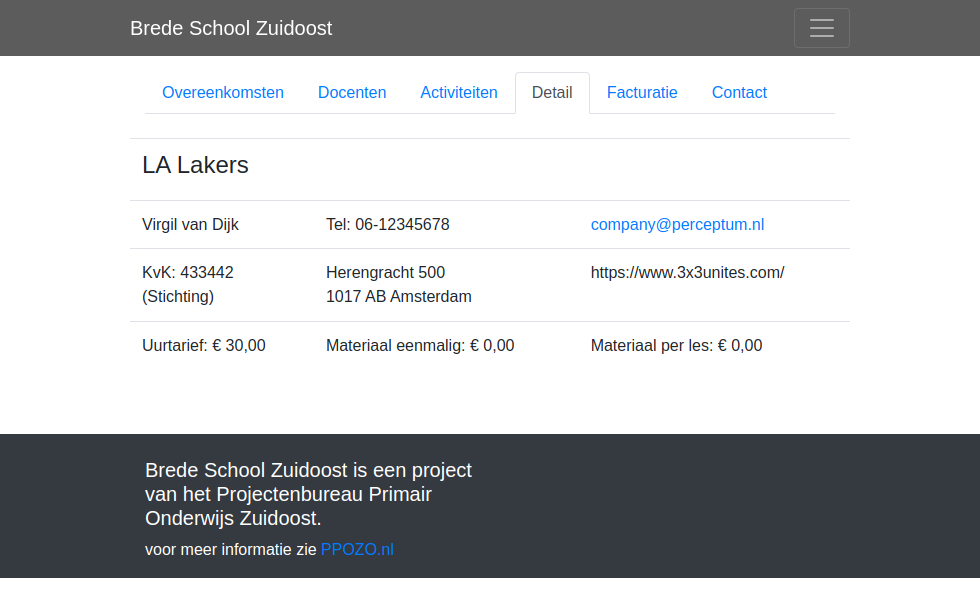 Brede School Zuidoost
Overeenkomsten Docenten Activiteiten Detail Facturatie Contact
LA Lakers
Virgil van Dijk Tel: 06-12345678 company@perceptum.nl
KvK: 433442 Herengracht 500 https://www.3x3unites.com/
(Stichting) 1017 AB Amsterdam
Uurtarief: € 30,00 Materiaal eenmalig: € 0,00 Materiaal per les: € 0,00
Brede School Zuidoost is een project
van het Projectenbureau Primair
Onderwijs Zuidoost.
voor meer informatie zie PPOZO.nl